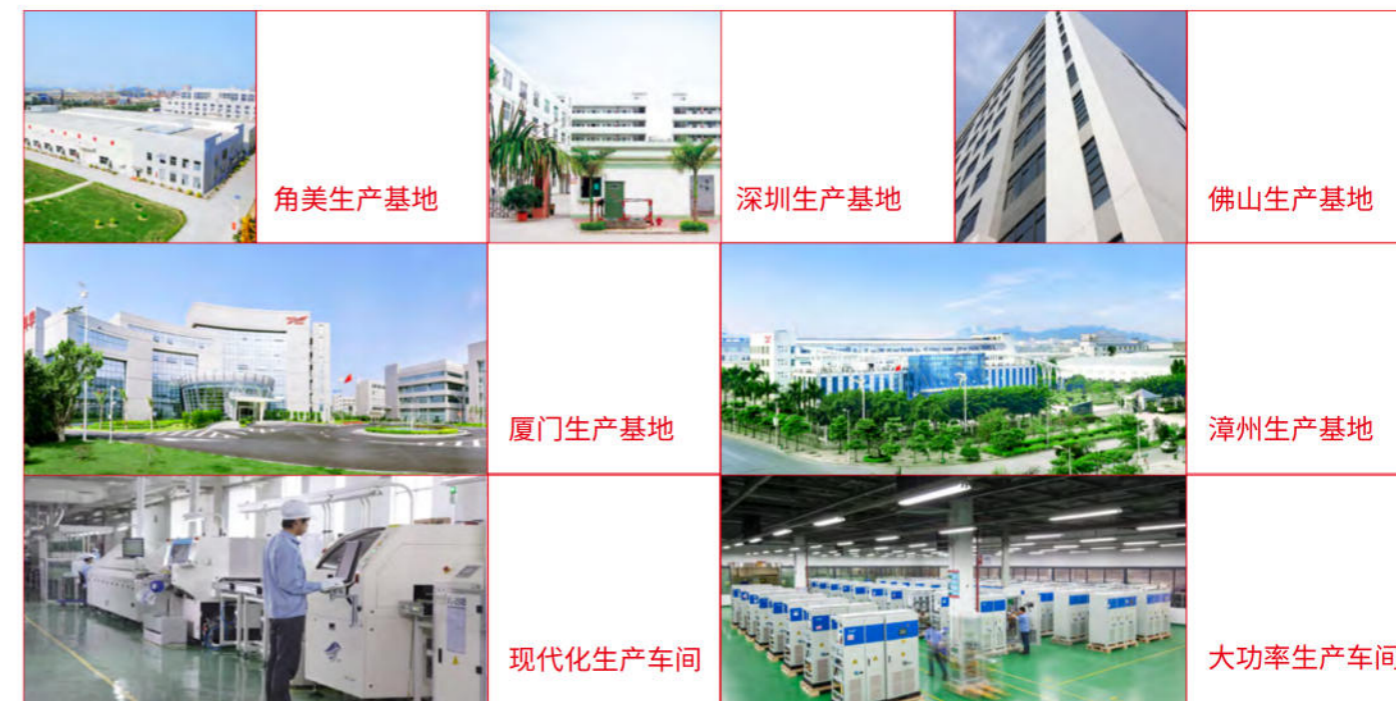 角美生产基地
深圳生产基地
佛山生产基地
厦门生产基地
漳州生产基地
现代化生产车间
大功率生产车间